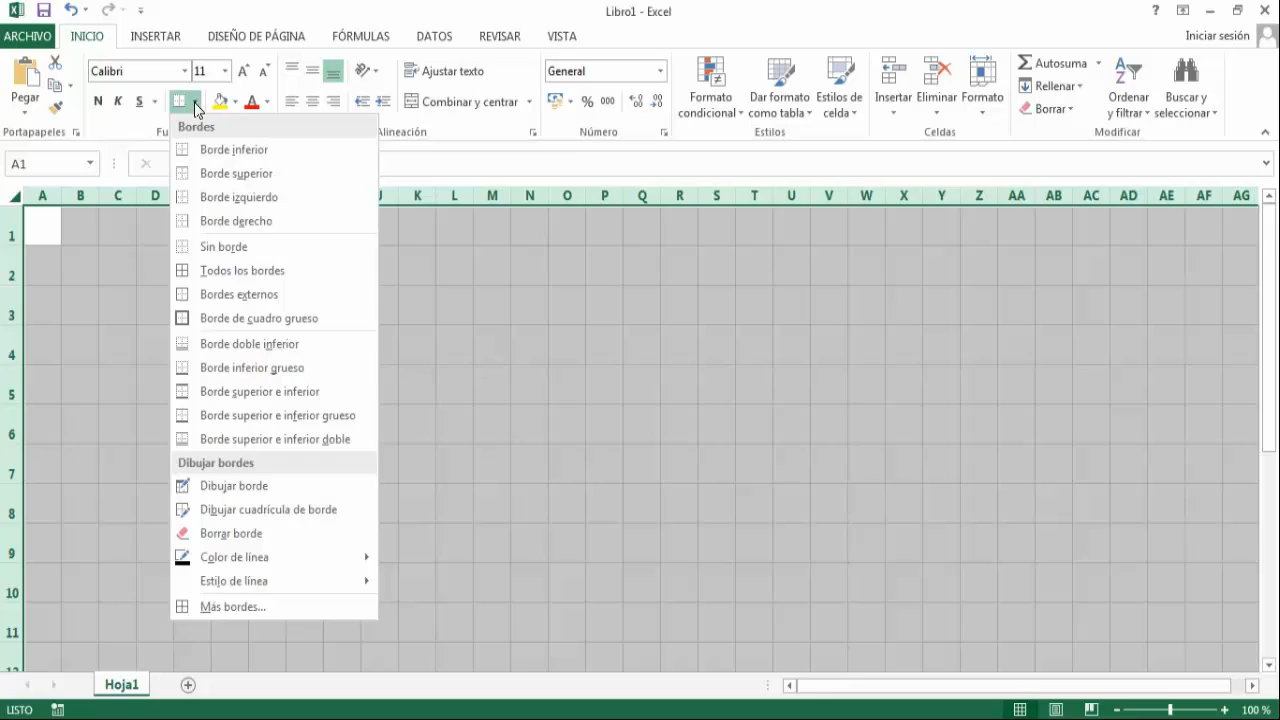 Libro1 - Excel
?
ARCHIVO INICIO INSERTAR DISEÑO DE PÁGINA FÓRMULAS DATOS REVISAR VISTA Iniciar sesión
Pegar
Calibri 11
N K S
A A A
Ajustar texto
Combinar y centrar
General
% 000
Formato condicional
Dar formato como tabla
Estilos de celda
Insertar Eliminar Formato
Autosuma
Rellenar
Borrar
Ordenar y filtrar
Buscar y seleccionar
Portapapeles Fu Alineación Número Estilos Celdas Modificar
A1
Bordes
Borde inferior
Borde superior
Borde izquierdo
Borde derecho
Sin borde
Todos los bordes
Bordes externos
Borde de cuadro grueso
Borde doble inferior
Borde inferior grueso
Borde superior e inferior
Borde superior e inferior grueso
Borde superior e inferior doble
Dibujar bordes
Dibujar borde
Dibujar cuadrícula de borde
Borrar borde
Color de línea
Estilo de línea
Más bordes...
A B C D K L M N O P Q R S T U V W X Y Z AA AB AC AD AE AF AG
1
2
3
4
5
6
7
8
9
10
11
Hoja1
LISTO
100 %